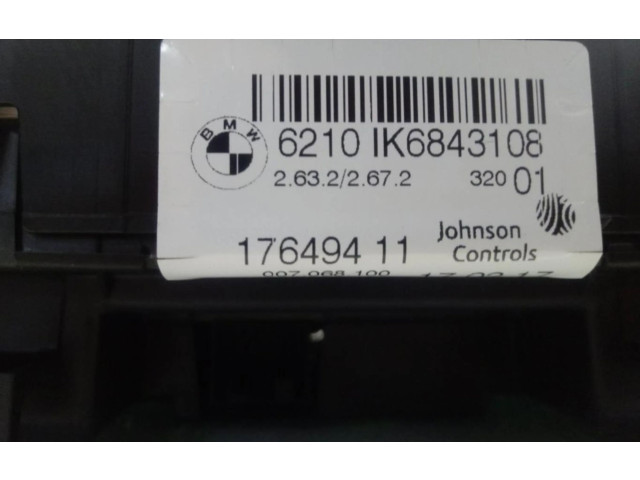 BMW
6210 IK6843108
2.63.2/2.67.2 320 01
176494 11
Johnson
Controls